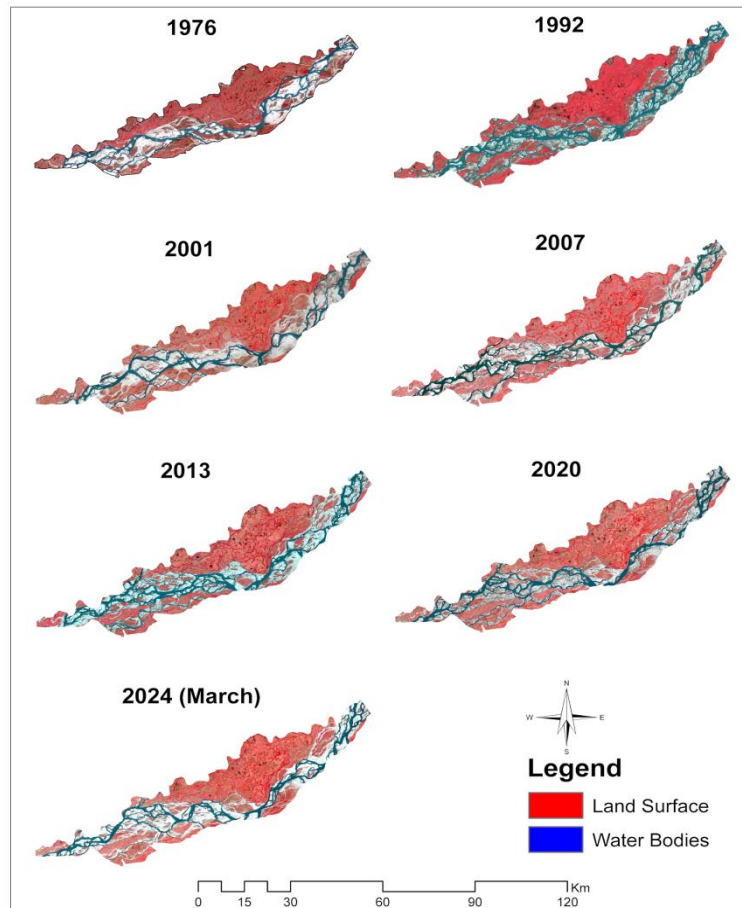 1976
1992
2001
2007
2013
2020
2024 (March)
N
W E
S
Legend
Land Surface
Water Bodies
Km
0 15 30 60 90 120